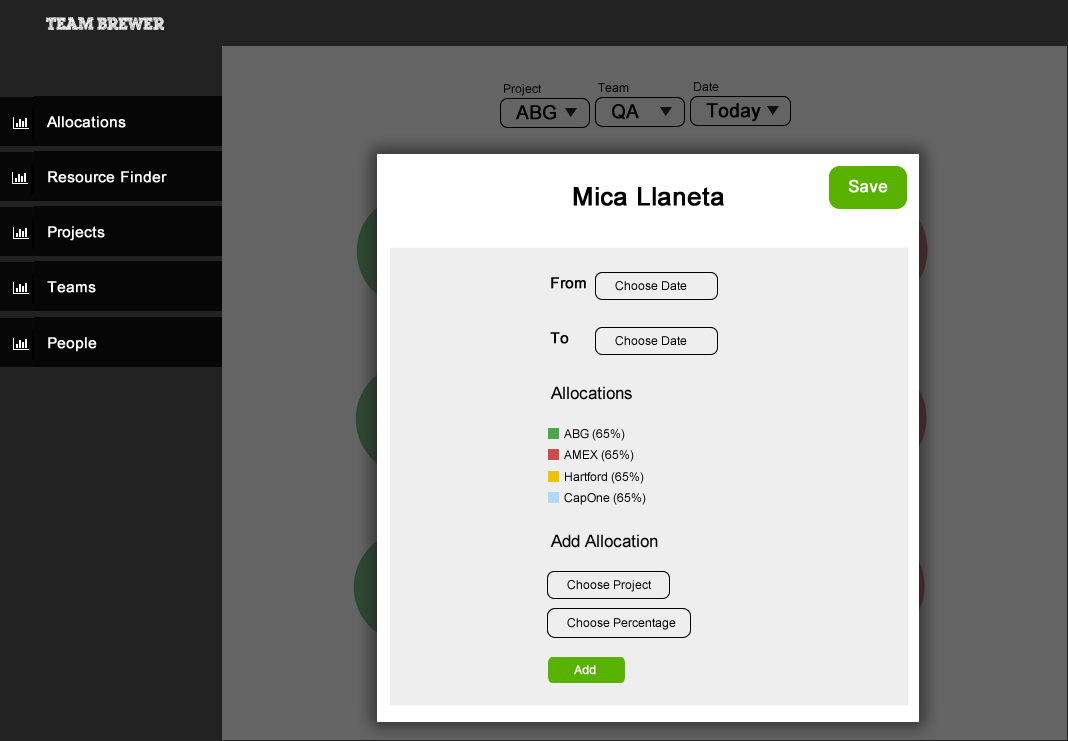 TEAM BREWER
Project
Team
Date
ABG
QA
Today
Allocations
Resource Finder
Projects
Teams
People
Mica Llaneta
Save
From
Choose Date
To
Choose Date
Allocations
ABG (65%)
AMEX (65%)
Hartford (65%)
CapOne (65%)
Add Allocation
Choose Project
Choose Percentage
Add